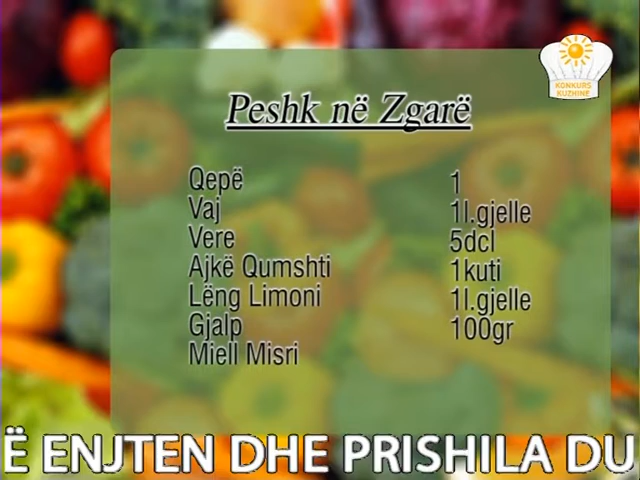 KONKURS
KUZHINE
Peshk në Zgarë
Qepë 1
Vaj 1l.gjelle
Vere 5dcl
Ajkë Qumshti 1kuti
Lëng Limoni 1l.gjelle
Gjalp 100gr
Miell Misri
Ë ENJTEN DHE PRISHILA DU